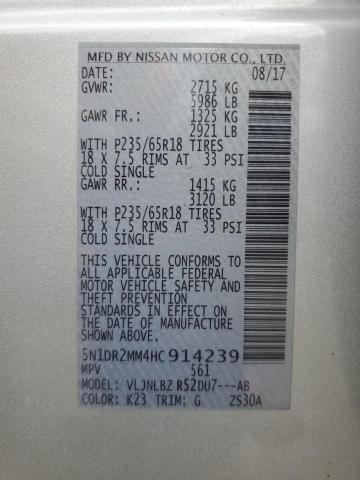 MFD BY NISSAN MOTOR CO., LTD.
DATE: 08/17
GVWR: 2715 KG
5986 LB
GAWR FR.: 1325 KG
2921 LB
WITH P235/65R18 TIRES
18 X 7.5 RIMS AT 33 PSI
COLD SINGLE
GAWR RR.: 1415 KG
3120 LB
WITH P235/65R18 TIRES
18 X 7.5 RIMS AT 33 PSI
COLD SINGLE
THIS VEHICLE CONFORMS TO
ALL APPLICABLE FEDERAL
MOTOR VEHICLE SAFETY AND
THEFT PREVENTION
STANDARDS IN EFFECT ON
THE DATE OF MANUFACTURE
SHOWN ABOVE.
5N1DR2MM4HC914239
MPV 561
MODEL: VLJNLBZ R52DU7---AB
COLOR: K23 TRIM: G ZS30A